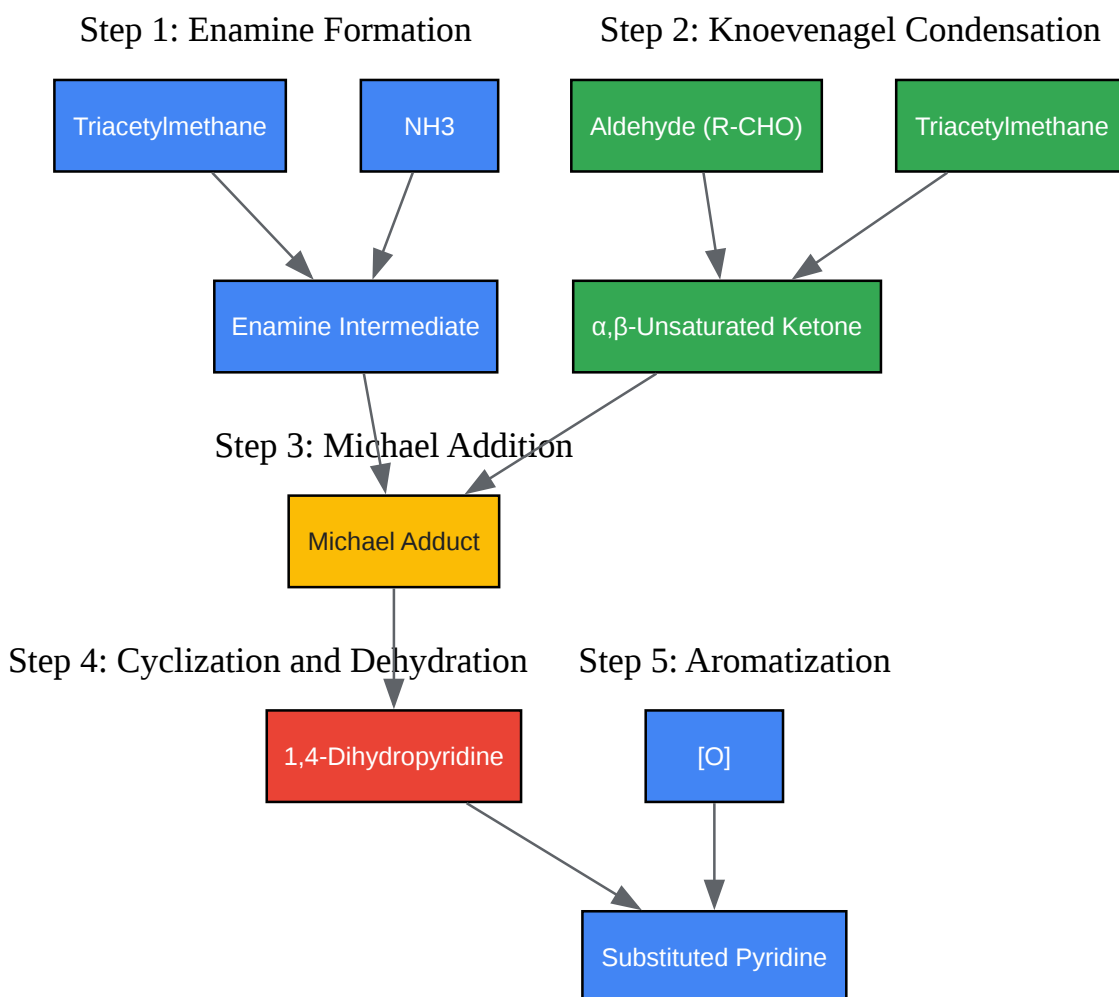 Step 1: Enamine Formation
Step 2: Knoevenagel Condensation
Triacetylmethane
NH3
Aldehyde (R-CHO)
Triacetylmethane
Enamine Intermediate
α,β-Unsaturated Ketone
Step 3: Michael Addition
Michael Adduct
Step 4: Cyclization and Dehydration
Step 5: Aromatization
1,4-Dihydropyridine
[O]
Substituted Pyridine